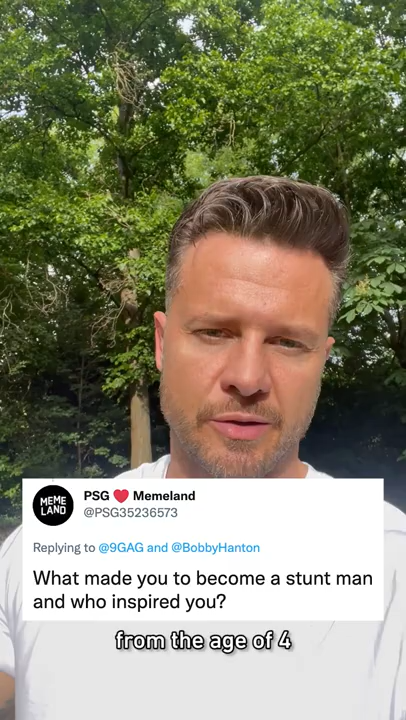 MEME
LAND
PSG ❤️ Memeland
@PSG35236573
Replying to @9GAG and @BobbyHanton
What made you to become a stunt man
and who inspired you?
from the age of 4